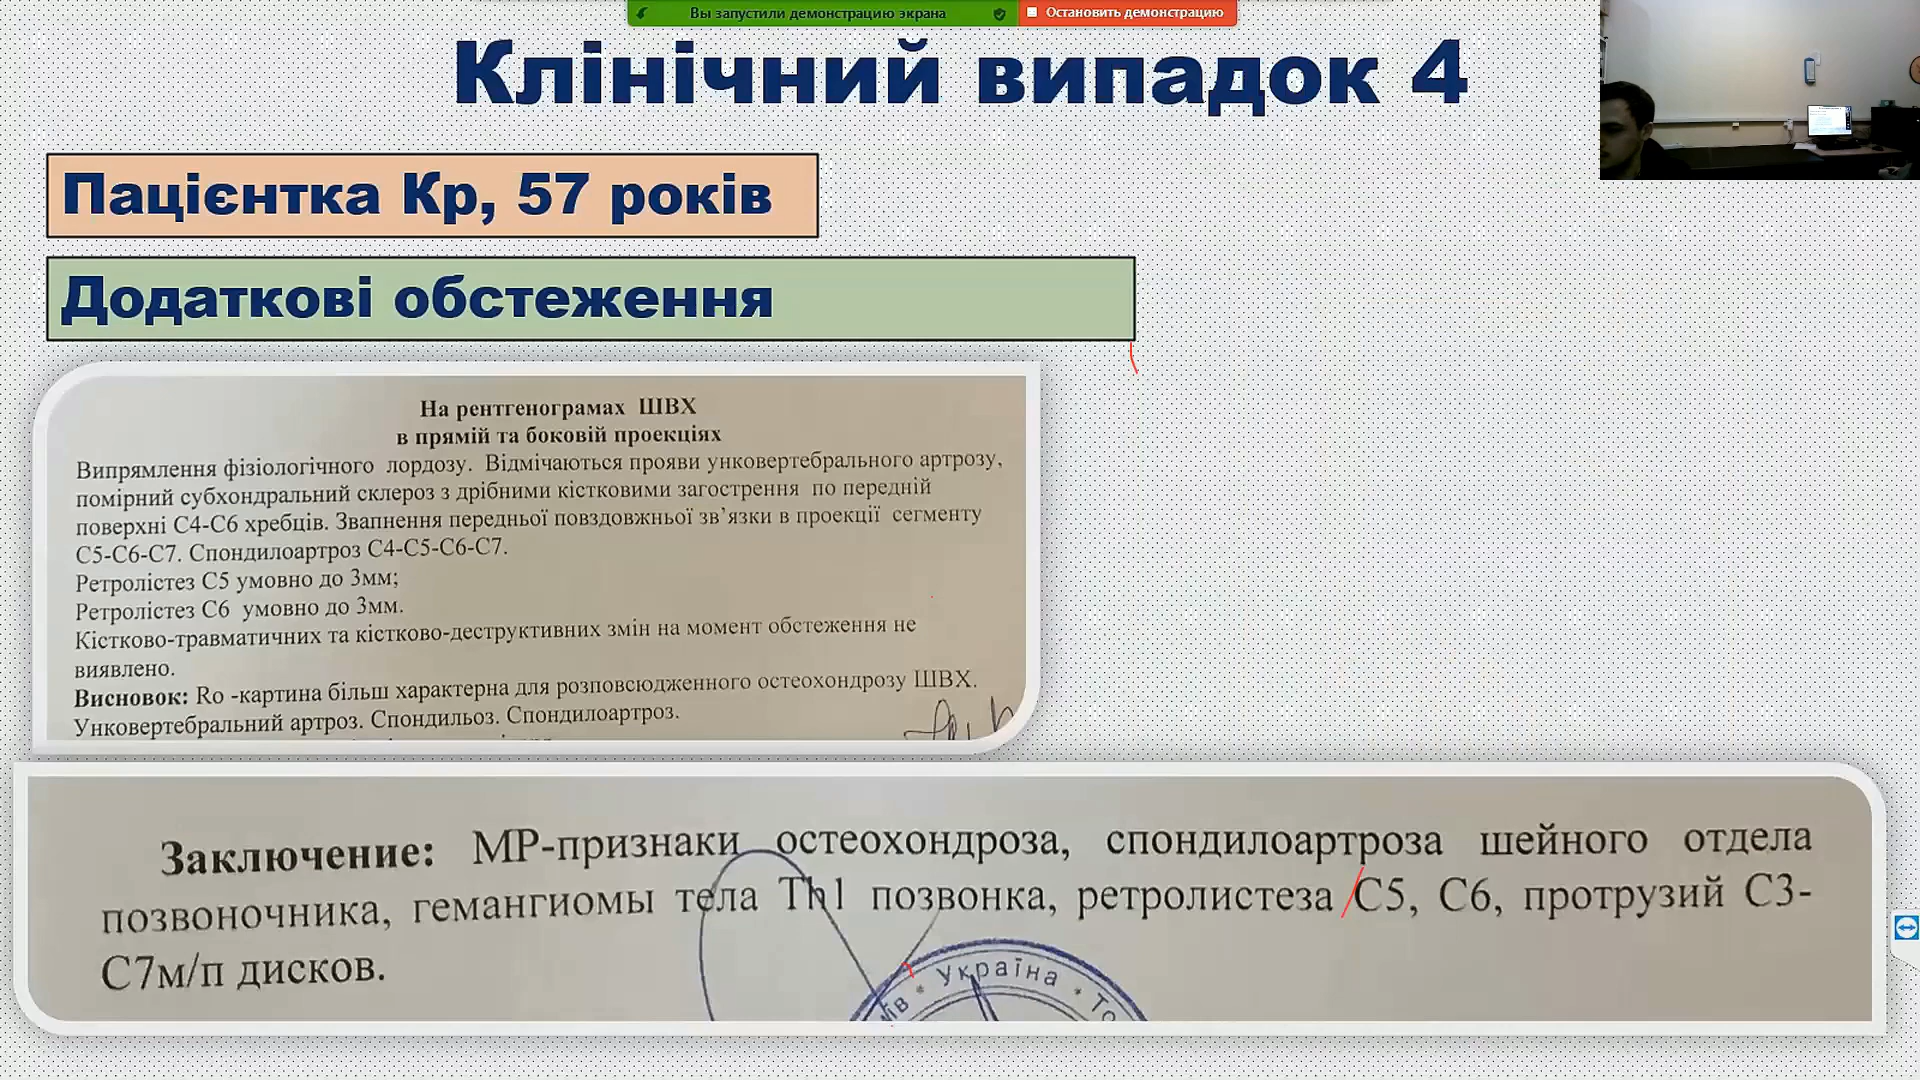 Вы запустили демонстрацию экрана
Остановить демонстрацию
Клінічний випадок 4
Пацієнтка Кр, 57 років
Додаткові обстеження
На рентгенограмах ШВХ
в прямій та боковій проекціях
Випрямлення фізіологічного лордозу. Відмічаються прояви унковертебрального артрозу,
помірний субхондральний склероз з дрібними кістковими загострення по передній
поверхні С4-С6 хребців. Звапнення передньої повздовжньої зв’язки в проекції сегменту
С5-С6-С7. Спондилоартроз С4-С5-С6-С7.
Ретролістез С5 умовно до 3мм;
Ретролістез С6 умовно до 3мм.
Кістково-травматичних та кістково-деструктивних змін на момент обстеження не
виявлено.
Висновок: Ro -картина більш характерна для розповсюдженного остеохондрозу ШВХ.
Унковертебральний артроз. Спондильоз. Спондилоартроз.
Заключение: МР-признаки остеохондроза, спондилоартроза шейного отдела
позвоночника, гемангиомы тела Th1 позвонка, ретролистеза С5, С6, протрузий С3-
С7м/п дисков.
* Україна *